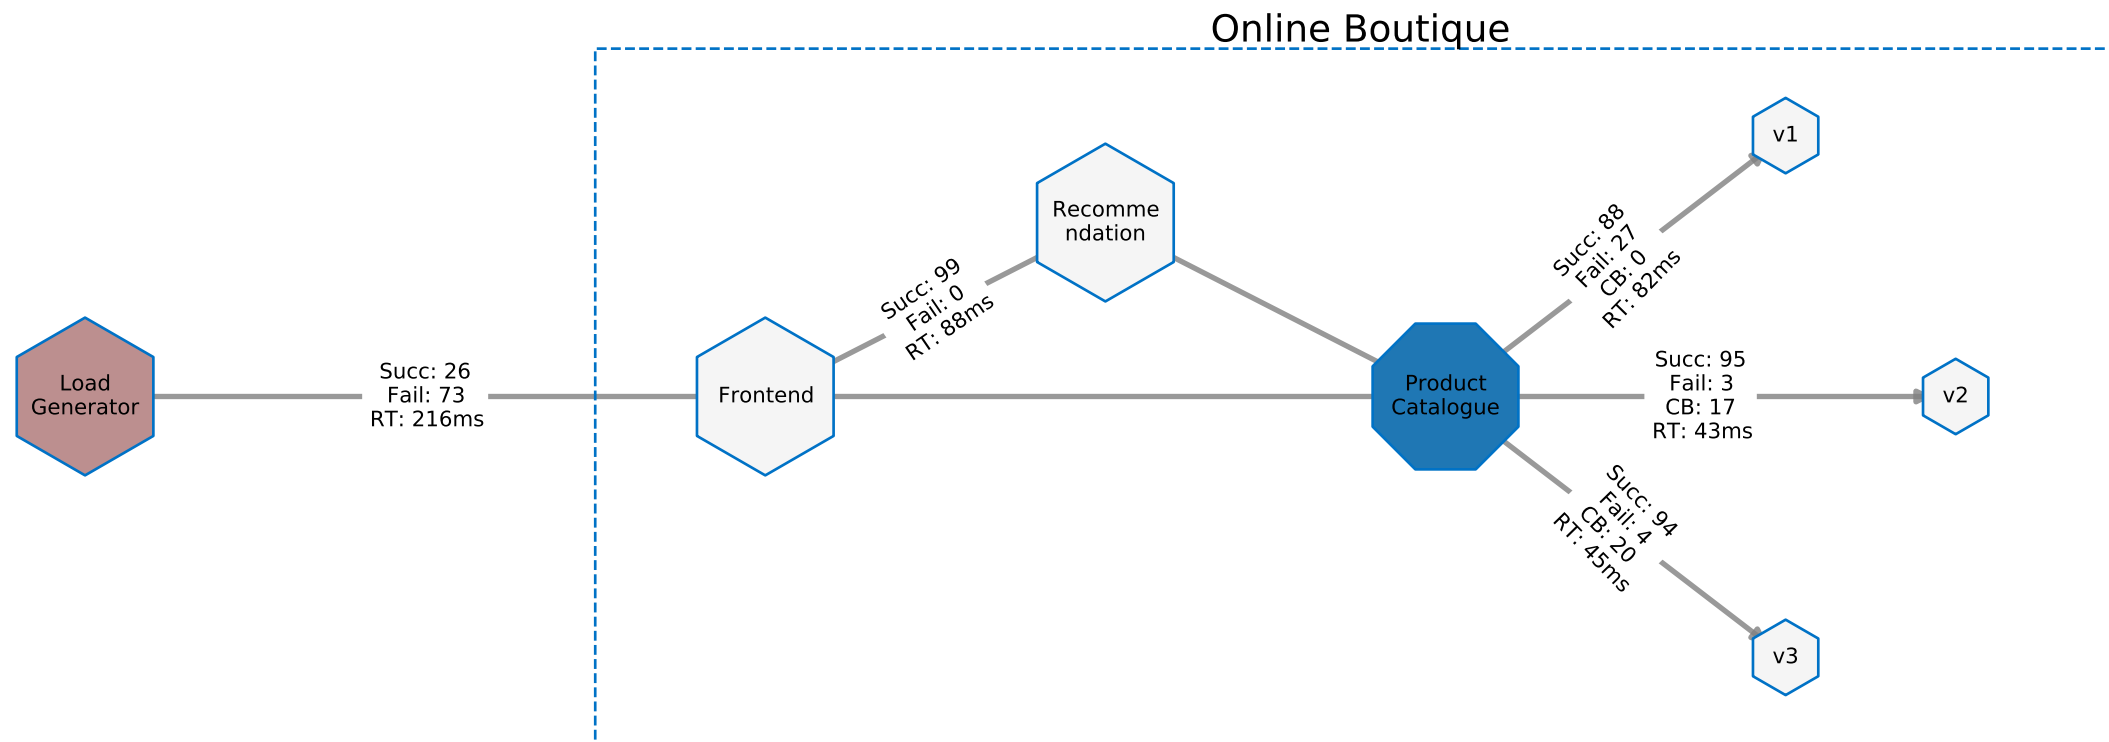 Online Boutique
Load
Generator
Succ: 26
Fail: 73
RT: 216ms
Frontend
Succ: 99
Fail: 0
RT: 88ms
Recomme
ndation
Product
Catalogue
Succ: 88
Fail: 27
CB: 0
RT: 82ms
v1
Succ: 95
Fail: 3
CB: 17
RT: 43ms
v2
Succ: 94
Fail: 4
CB: 20
RT: 45ms
v3